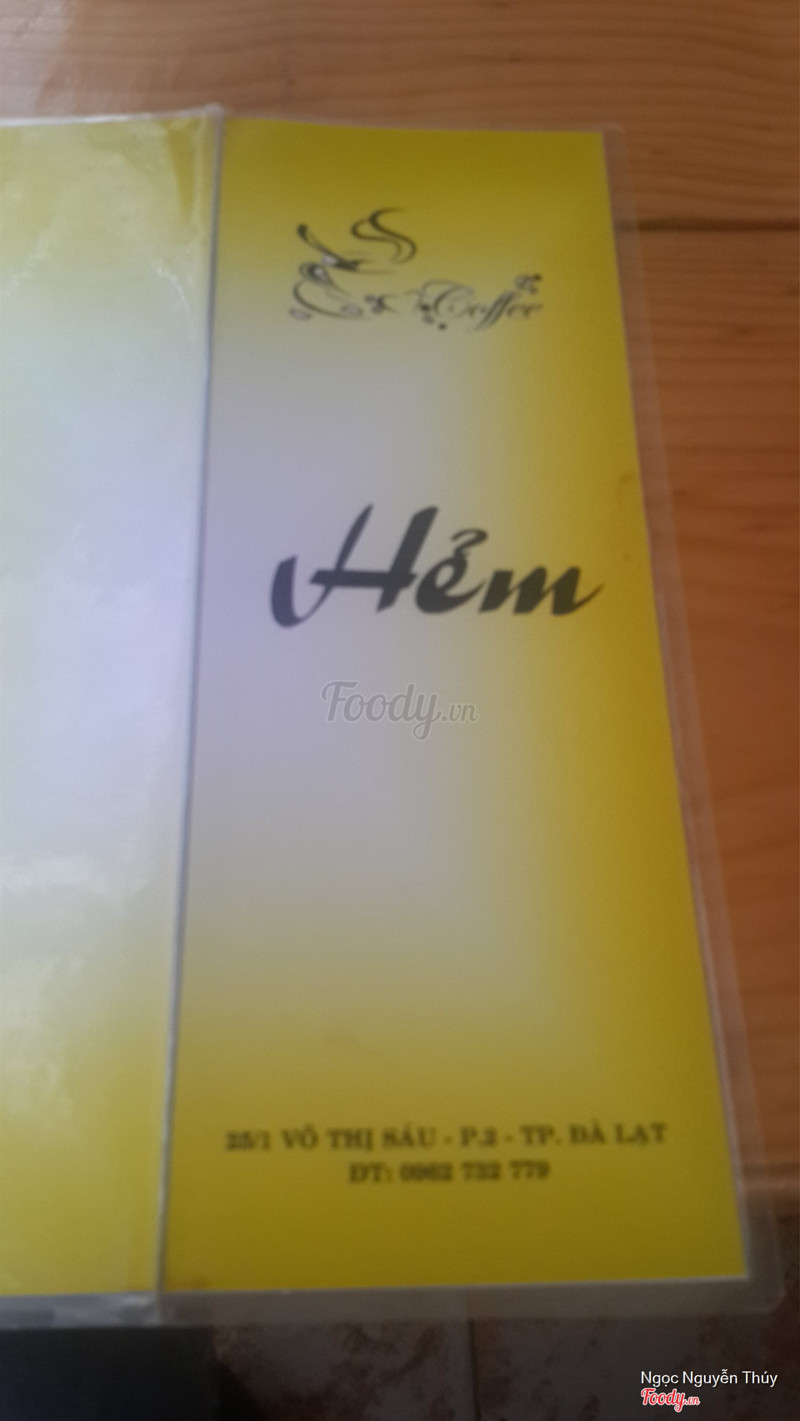 Coffee
Hẻm
Foody.vn
25/1 VÕ THỊ SÁU - P.2 - TP. ĐÀ LẠT
ĐT: 0962 732 779
Ngọc Nguyễn Thúy
Foody.vn